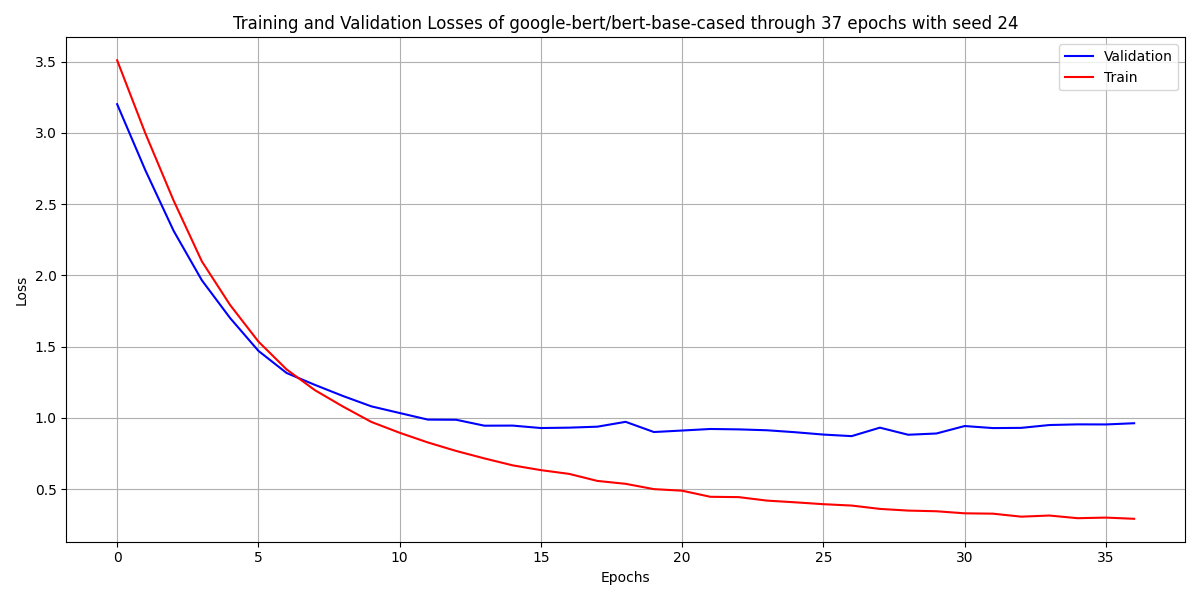 Training and Validation Losses of google-bert/bert-base-cased through 37 epochs with seed 24
Validation
Train
Loss
3.5
3.0
2.5
2.0
1.5
1.0
0.5
0 5 10 15 20 25 30 35
Epochs